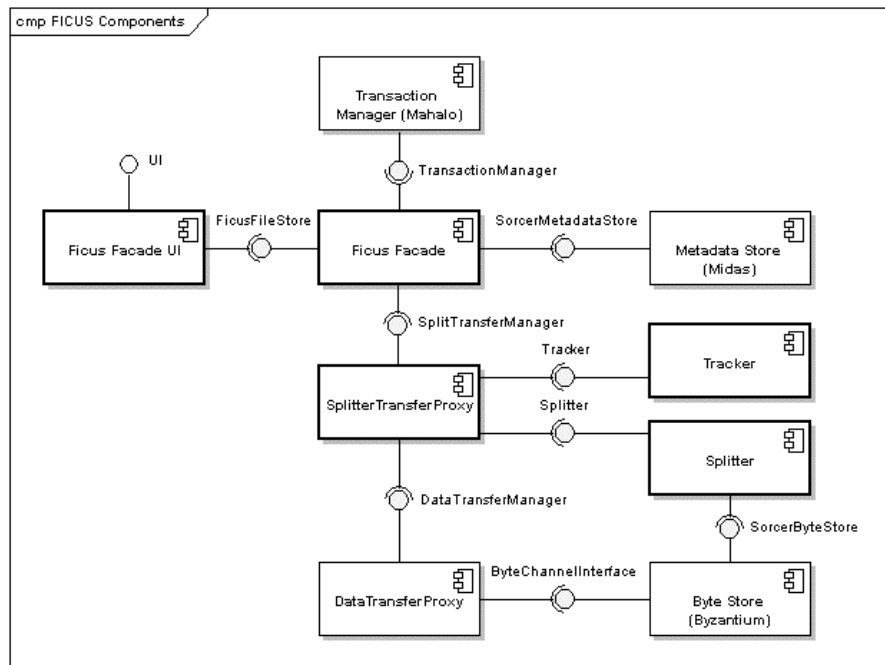 cmp FICUS Components
Transaction
Manager (Mahalo)
UI
TransactionManager
FicusFileStore
SorcerMetadataStore
Ficus Facade UI
Ficus Facade
Metadata Store
(Midas)
SplitTransferManager
Tracker
Tracker
SplitterTransferProxy
Splitter
Splitter
DataTransferManager
SorcerByteStore
ByteChannelInterface
DataTransferProxy
Byte Store
(Byzantium)